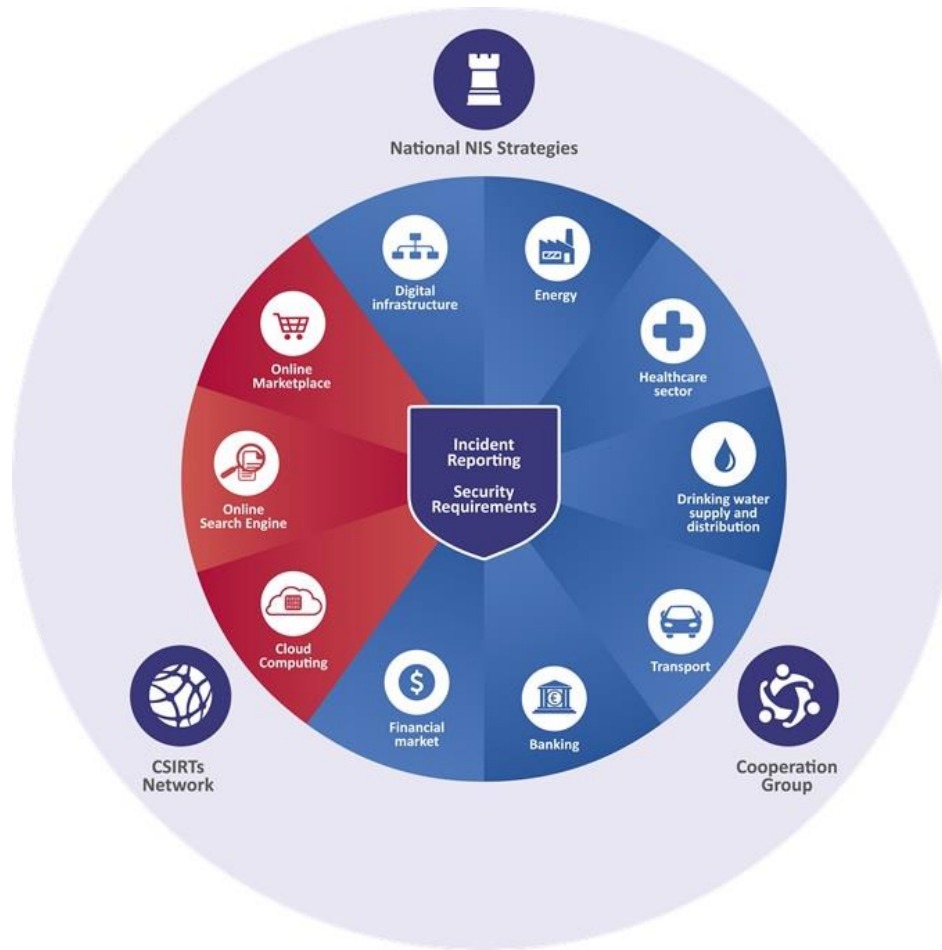 National NIS Strategies
Digital
infrastructure
Energy
Online
Marketplace
Healthcare
sector
Incident
Reporting
Security
Requirements
Online
Search Engine
Drinking water
supply and
distribution
Cloud
Computing
Transport
$
Financial
market
€
Banking
CSIRTs
Network
Cooperation
Group